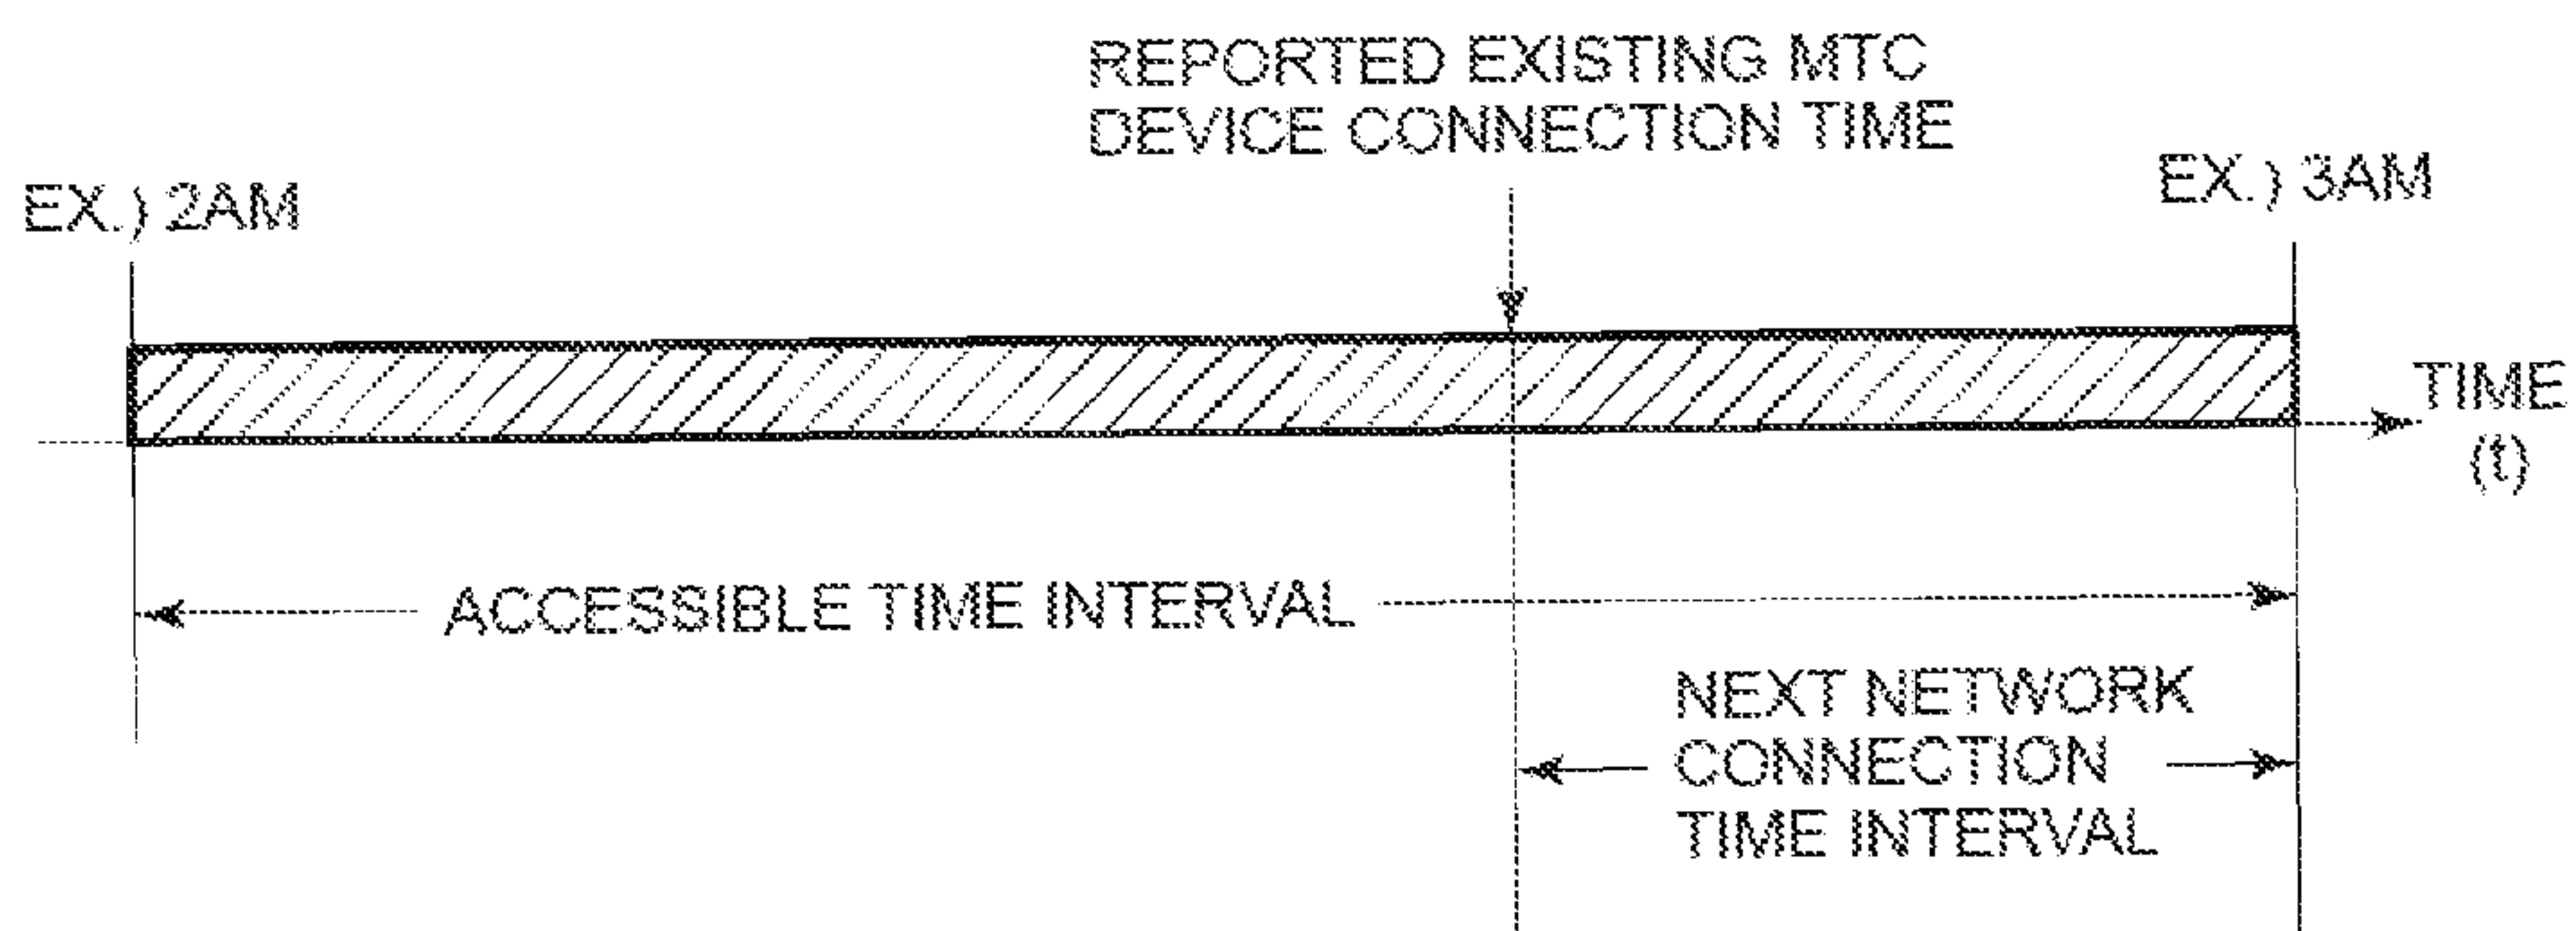 REPORTED EXISTING MTC
DEVICE CONNECTION TIME
EX.) 2AM
EX.) 3AM
TIME
(t)
ACCESSIBLE TIME INTERVAL
NEXT NETWORK
CONNECTION
TIME INTERVAL